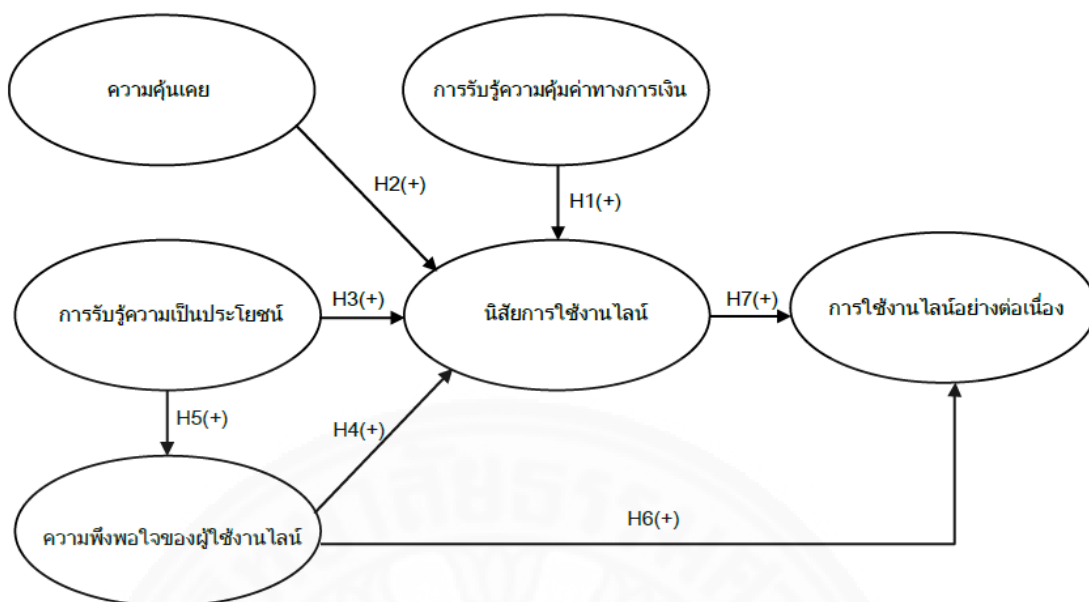 ความคุ้นเคย
การรับรู้ความคุ้มค่าทางการเงิน
H2(+)
H1(+)
การรับรู้ความเป็นประโยชน์
H3(+)
นิสัยการใช้งานไลน์
H7(+)
การใช้งานไลน์อย่างต่อเนื่อง
H5(+)
H4(+)
ความพึงพอใจของผู้ใช้งานไลน์
H6(+)